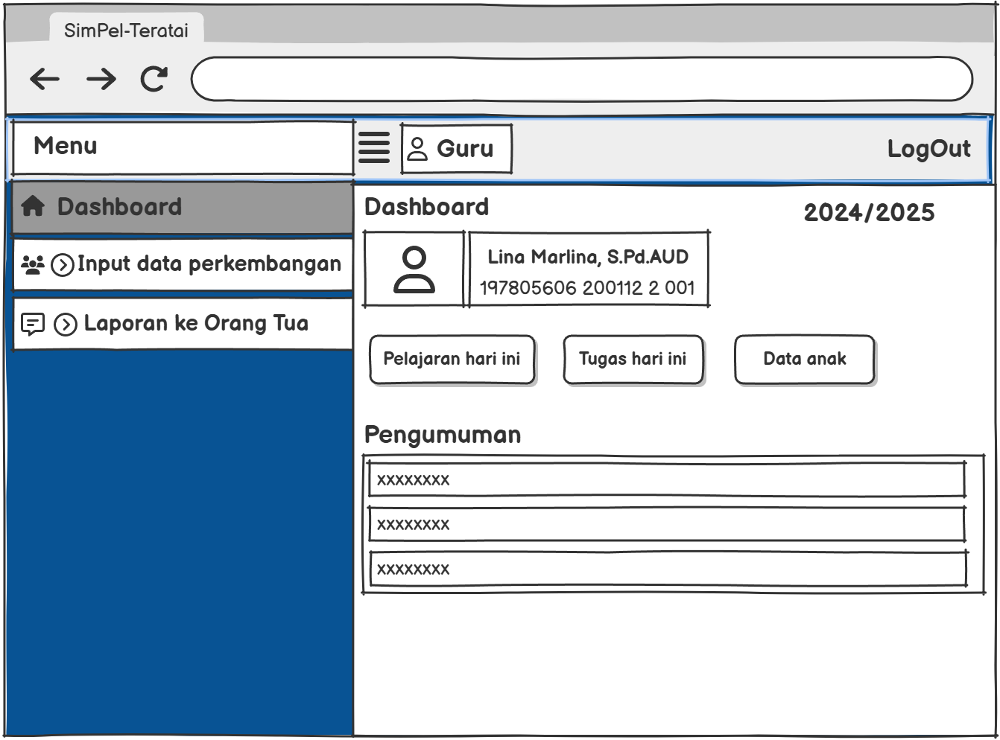 SimPel-Teratai
Menu
Guru
LogOut
Dashboard
Input data perkembangan
Laporan ke Orang Tua
Dashboard
2024/2025
Lina Marlina, S.Pd.AUD
197805606 200112 2 001
Pelajaran hari ini
Tugas hari ini
Data anak
Pengumuman
xxxxxxxx
xxxxxxxx
xxxxxxxx